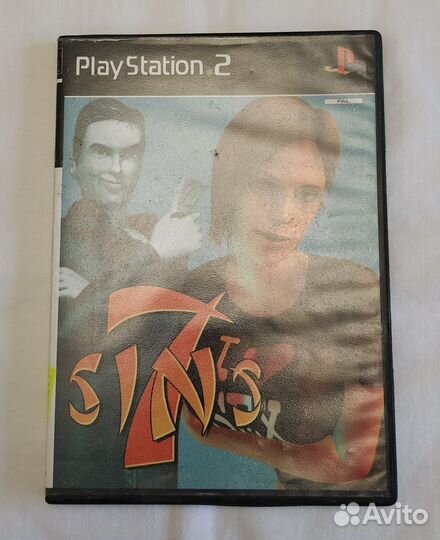 PlayStation 2
PAL
7
SINS
Avito